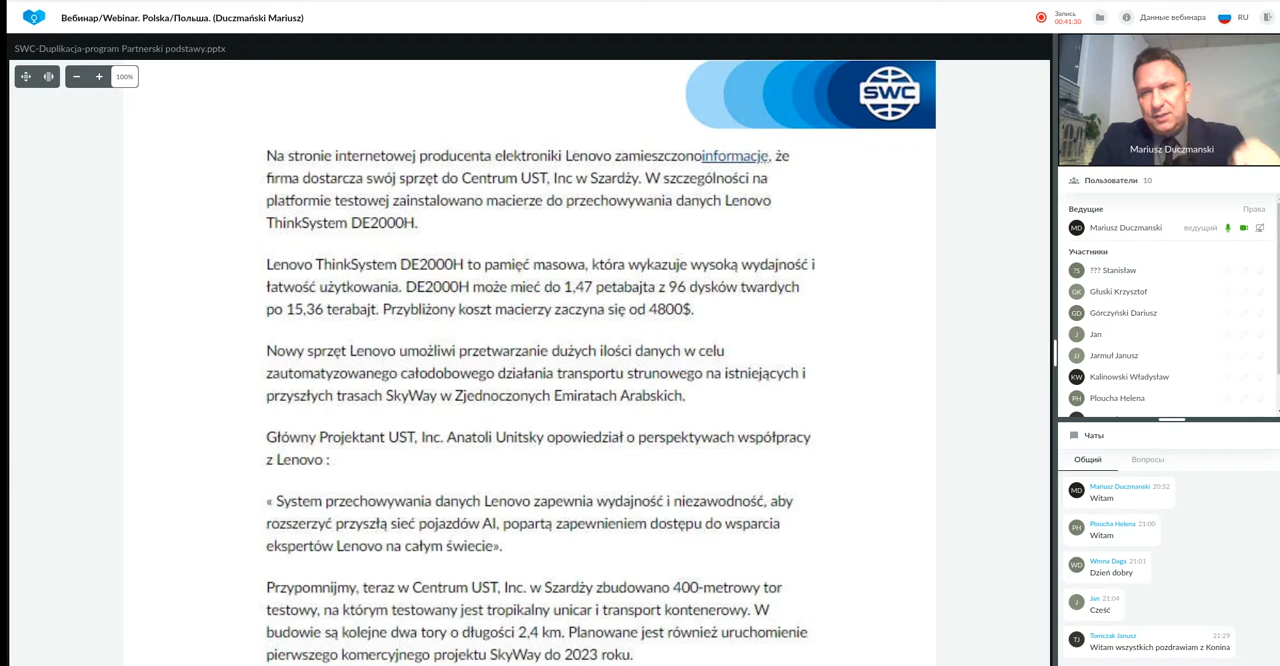 Вебинар/Webinar. Polska/Польша. (Duczmański Mariusz)
Запись
00:41:30
Данные вебинара
RU
SWC-Duplikacja-program Partnerski podstawy.pptx
100%
SWC
Na stronie internetowej producenta elektroniki Lenovo zamieszczonoinformację, że
firma dostarcza swój sprzęt do Centrum UST, Inc w Szardży. W szczególności na
platformie testowej zainstalowano macierze do przechowywania danych Lenovo
ThinkSystem DE2000H.
Lenovo ThinkSystem DE2000H to pamięć masowa, która wykazuje wysoką wydajność i
łatwość użytkowania. DE2000H może mieć do 1,47 petabajta z 96 dysków twardych
po 15,36 terabajt. Przybliżony koszt macierzy zaczyna się od 4800$.
Nowy sprzęt Lenovo umożliwi przetwarzanie dużych ilości danych w celu
zautomatyzowanego całodobowego działania transportu strunowego na istniejących i
przyszłych trasach SkyWay w Zjednoczonych Emiratach Arabskich.
Główny Projektant UST, Inc. Anatoli Unitsky opowiedział o perspektywach współpracy
z Lenovo :
« System przechowywania danych Lenovo zapewnia wydajność i niezawodność, aby
rozszerzyć przyszłą sieć pojazdów AI, popartą zapewnieniem dostępu do wsparcia
ekspertów Lenovo na całym świecie».
Przypomnijmy, teraz w Centrum UST, Inc. w Szardży zbudowano 400-metrowy tor
testowy, na którym testowany jest tropikalny unicar i transport kontenerowy. W
budowie są kolejne dwa tory o długości 2,4 km. Planowane jest również uruchomienie
pierwszego komercyjnego projektu SkyWay do 2023 roku.
Mariusz Duczmanski
Пользователи 10
Ведущие Права
MD Mariusz Duczmanski ведущий
Участники
?S ??? Stanisław
GK Głuski Krzysztof
GD Górczyński Dariusz
J Jan
JJ Jarmuł Janusz
KW Kalinowski Władysław
PH Ploucha Helena
Чаты
Общий Вопросы
MD Mariusz Duczmanski 20:52
Witam
PH Ploucha Helena 21:00
Witam
WD Wrona Daga 21:01
Dzień dobry
J Jan 21:04
Cześć
TJ Tomczak Janusz 21:29
Witam wszystkich pozdrawiam z Konina